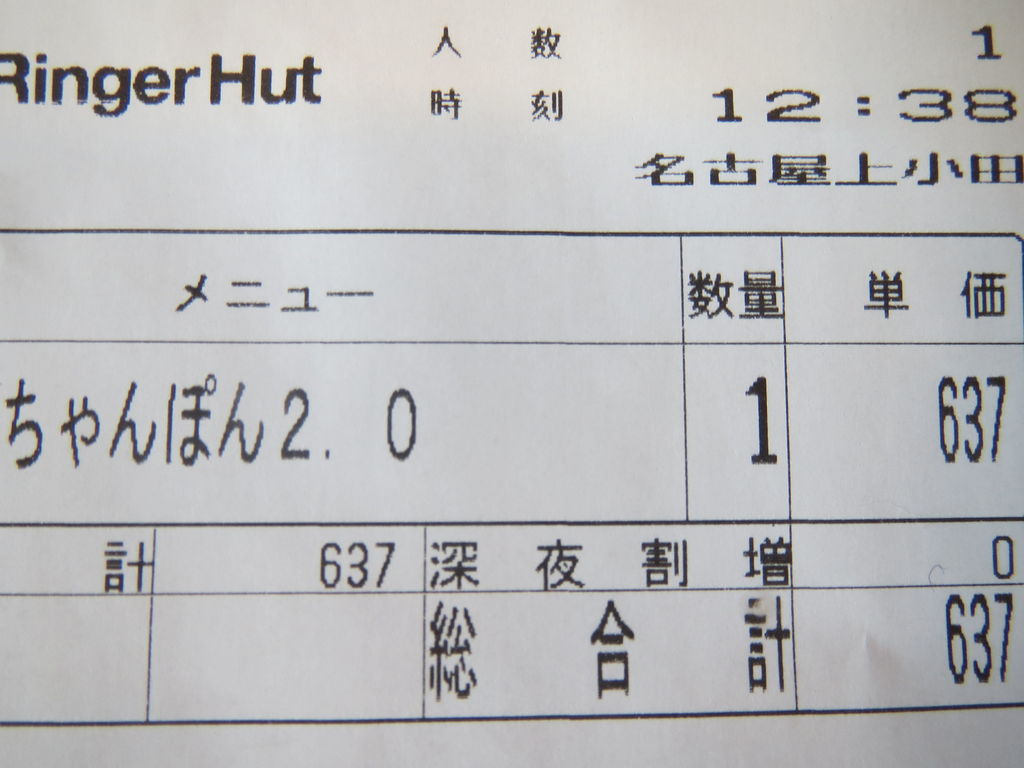 RingerHut 人数 1
時刻 12:38
名古屋上小田
メニュー 数量 単価
ちゃんぽん2. 0 1 637
計 637 深夜割増 0
総合計 637